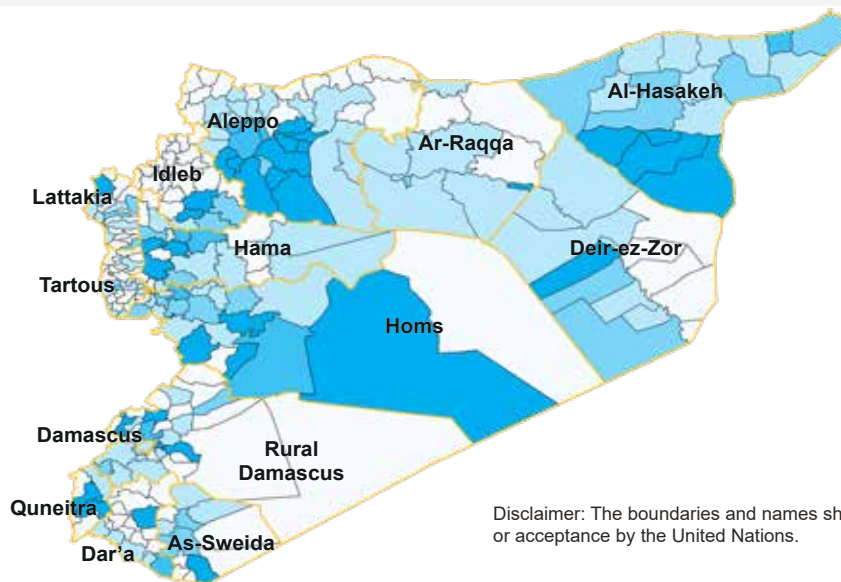 Al-Hasakeh
Aleppo
Ar-Raqqa
Idleb
Lattakia
Hama
Deir-ez-Zor
Tartous
Homs
Damascus
Rural
Damascus
Quneitra
Dar'a
As-Sweida
Disclaimer: The boundaries and names
or acceptance by the United Nations.